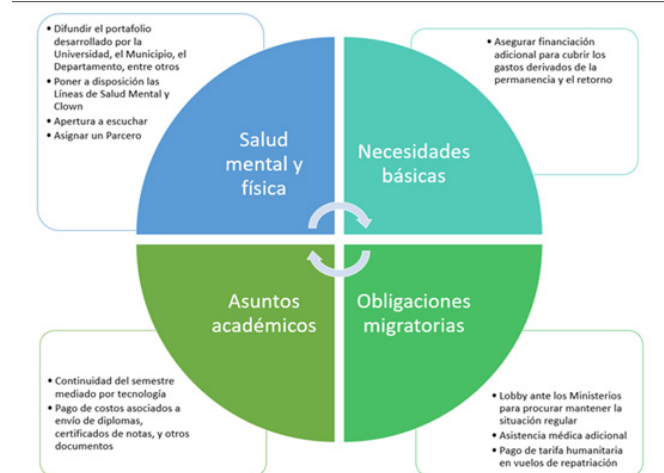 • Difundir el portafolio
desarrollado por la
Universidad, el Municipio, el
Departamento, entre otros
• Poner a disposición las
Líneas de Salud Mental y
Clown
• Apertura a escuchar
• Asignar un Parcero
• Asegurar financiación
adicional para cubrir los
gastos derivados de la
permanencia y el retorno
Salud
mental y
física
Necesidades
básicas
Asuntos
académicos
Obligaciones
migratorias
• Continuidad del semestre
mediado por tecnología
• Pago de costos asociados a
envío de diplomas,
certificados de notas, y otros
documentos
• Lobby ante los Ministerios
para procurar mantener la
situación regular
• Asistencia médica adicional
• Pago de tarifa humanitaria
en vuelos de repatriación